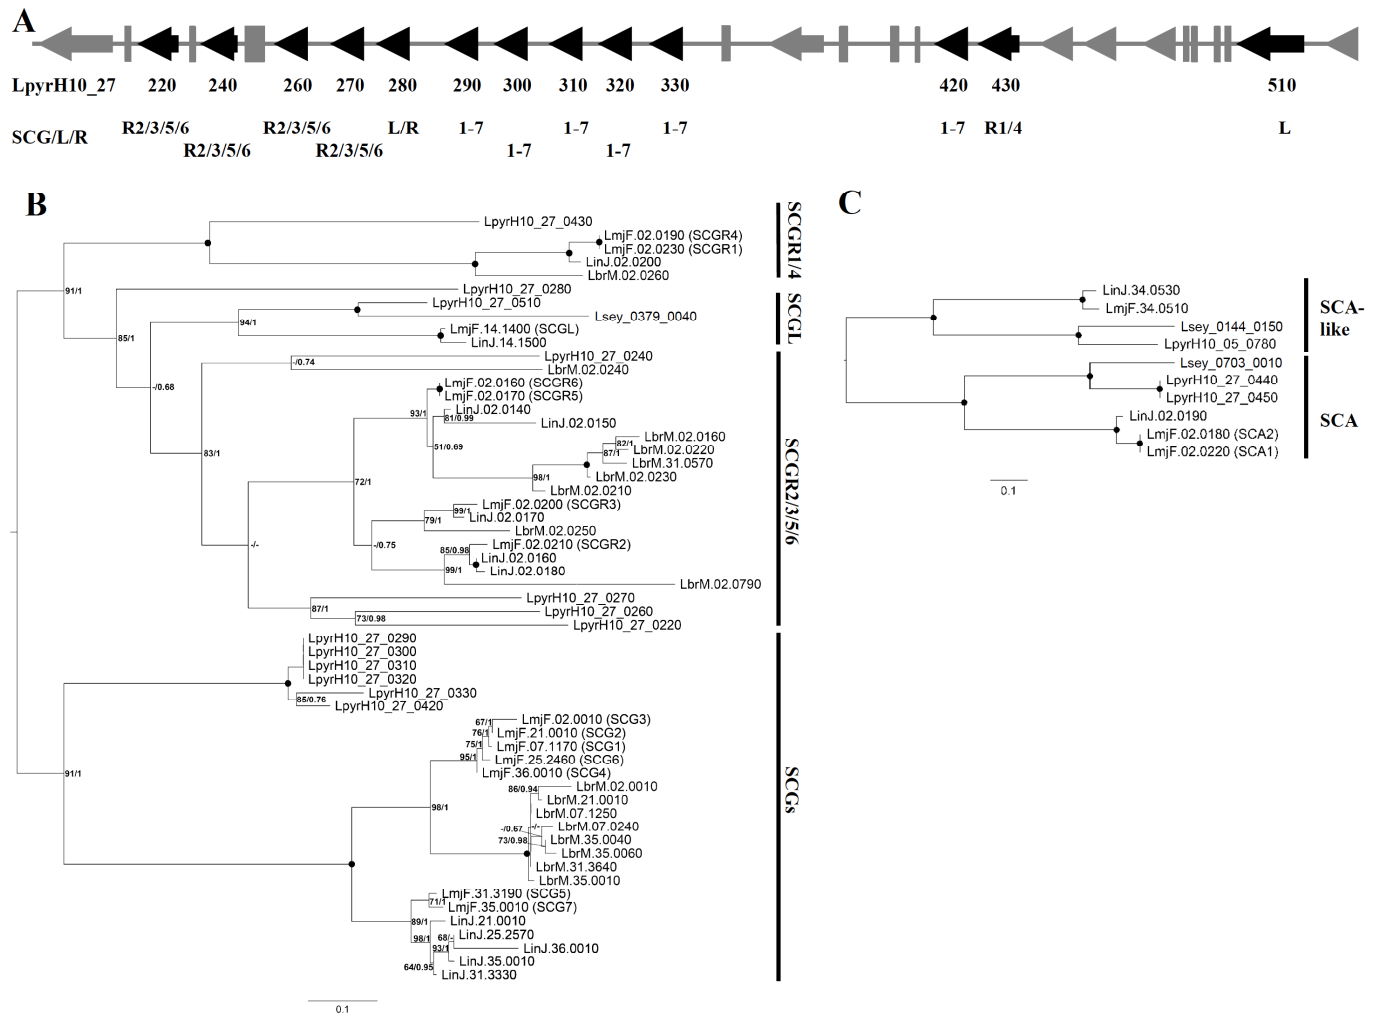 A
LpyrH10_27 220 240 260 270 280 290 300 310 320 330 420 430 510
SCG/L/R R2/3/5/6 R2/3/5/6 R2/3/5/6 R2/3/5/6 L/R 1-7 1-7 1-7 1-7 1-7 1-7 R1/4 L
B
LpyrH10_27_0430
LmjF.02.0190 (SCGR4)
LmjF.02.0230 (SCGR1)
LinJ.02.0200
LbrM.02.0260
SCGR1/4
91/1
LpyrH10_27_0280
LpyrH10_27_0510
Lsey_0379_0040
94/1
LmjF.14.1400 (SCGL)
LinJ.14.1500
SCGL
85/1
LpyrH10_27_0240
-/0.74
LbrM.02.0240
-/0.68
LmjF.02.0160 (SCGR6)
LmjF.02.0170 (SCGR5)
93/1
LinJ.02.0140
81/0.99
LinJ.02.0150
LbrM.02.0160
82/1
51/0.69
LbrM.02.0220
87/1
83/1
LbrM.31.0570
LbrM.02.0230
98/1
72/1
LbrM.02.0210
LmjF.02.0200 (SCGR3)
99/1
LinJ.02.0170
79/1
LbrM.02.0250
-/-
-/0.75
LmjF.02.0210 (SCGR2)
85/0.98
LinJ.02.0160
99/1
LinJ.02.0180
LbrM.02.0790
LpyrH10_27_0270
87/1
LpyrH10_27_0260
73/0.98
LpyrH10_27_0220
SCGR2/3/5/6
LpyrH10_27_0290
LpyrH10_27_0300
LpyrH10_27_0310
LpyrH10_27_0320
LpyrH10_27_0330
85/0.76
LpyrH10_27_0420
LmjF.02.0010 (SCG3)
67/1
LmjF.21.0010 (SCG2)
76/1
LmjF.07.1170 (SCG1)
75/1
LmjF.25.2460 (SCG6)
95/1
LmjF.36.0010 (SCG4)
91/1
LbrM.02.0010
86/0.94
LbrM.21.0010
98/1
LbrM.07.1250
LbrM.07.0240
-/-
-/0.67
LbrM.35.0040
73/0.98
LbrM.35.0060
LbrM.31.3640
LbrM.35.0010
LmjF.31.3190 (SCG5)
71/1
LmjF.35.0010 (SCG7)
89/1
LinJ.21.0010
LinJ.25.2570
68/-
98/1
93/1
LinJ.36.0010
LinJ.35.0010
64/0.95
LinJ.31.3330
SCGs
0.1
C
LinJ.34.0530
LmjF.34.0510
Lsey_0144_0150
LpyrH10_05_0780
SCA-
like
Lsey_0703_0010
LpyrH10_27_0440
LpyrH10_27_0450
LinJ.02.0190
LmjF.02.0180 (SCA2)
LmjF.02.0220 (SCA1)
SCA
0.1